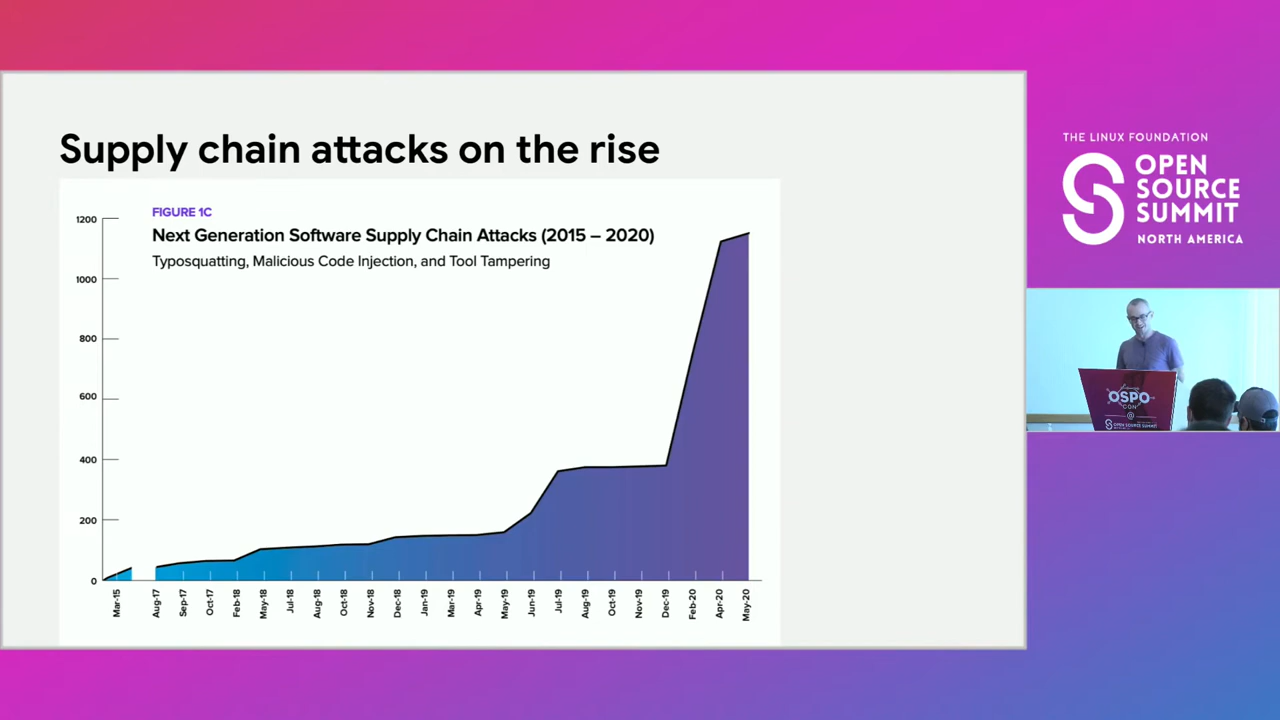 Supply chain attacks on the rise
FIGURE 1C
Next Generation Software Supply Chain Attacks (2015 – 2020)
Typosquatting, Malicious Code Injection, and Tool Tampering
1200
1000
800
600
400
200
0
Mar-15
Aug-17
Sep-17
Oct-17
Feb-18
May-18
Jul-18
Aug-18
Oct-18
Nov-18
Dec-18
Jan-19
Mar-19
Apr-19
May-19
Jun-19
Jul-19
Aug-19
Oct-19
Nov-19
Dec-19
Feb-20
Apr-20
May-20
THE LINUX FOUNDATION
OPEN
SOURCE
SUMMIT
NORTH AMERICA
OSPO
CON
@
OPEN SOURCE SUMMIT